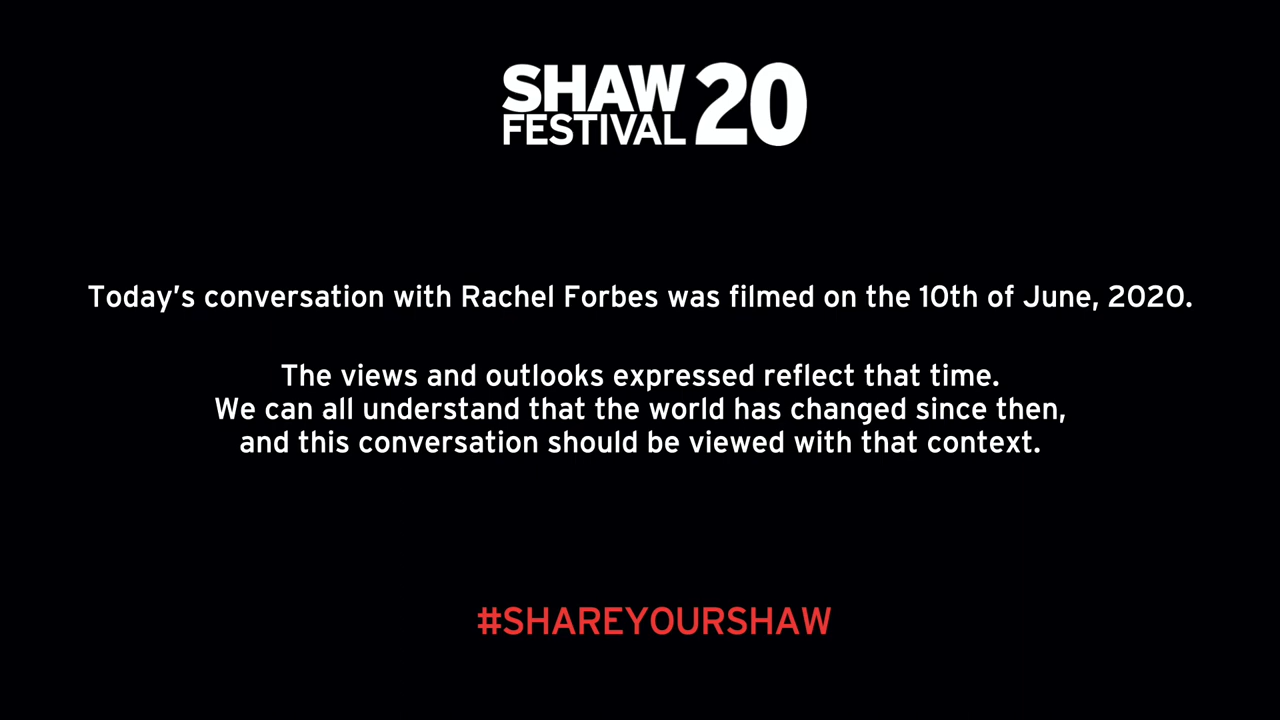 SHAW
FESTIVAL 20
Today's conversation with Rachel Forbes was filmed on the 10th of June, 2020.
The views and outlooks expressed reflect that time.
We can all understand that the world has changed since then,
and this conversation should be viewed with that context.
#SHAREYOURSHAW